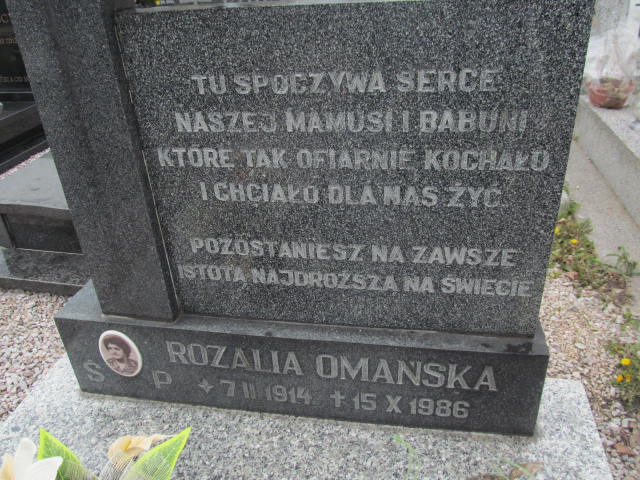 TU SPOCZYWA SERCE
NASZEJ MAMUSI I BABUNI
KTÓRE TAK OFIARNIE KOCHAŁO
I CHCIAŁO DLA NAS ŻYĆ.
POZOSTANIESZ NA ZAWSZE
ISTOTĄ NAJDROŻSZĄ NA ŚWIECIE
ROZALIA OMAŃSKA
S P 7 II 1914 † 15 X 1986